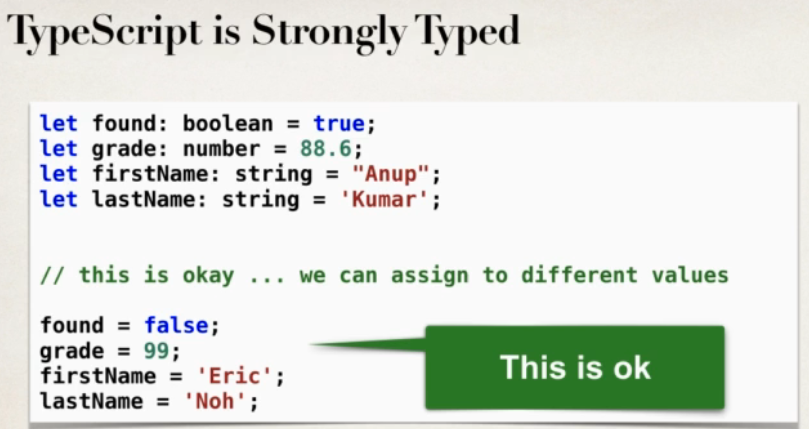 TypeScript is Strongly Typed
let found: boolean = true;
let grade: number = 88.6;
let firstName: string = "Anup";
let lastName: string = 'Kumar';
// this is okay ... we can assign to different values
found = false;
grade = 99;
firstName = 'Eric';
lastName = 'Noh';
This is ok